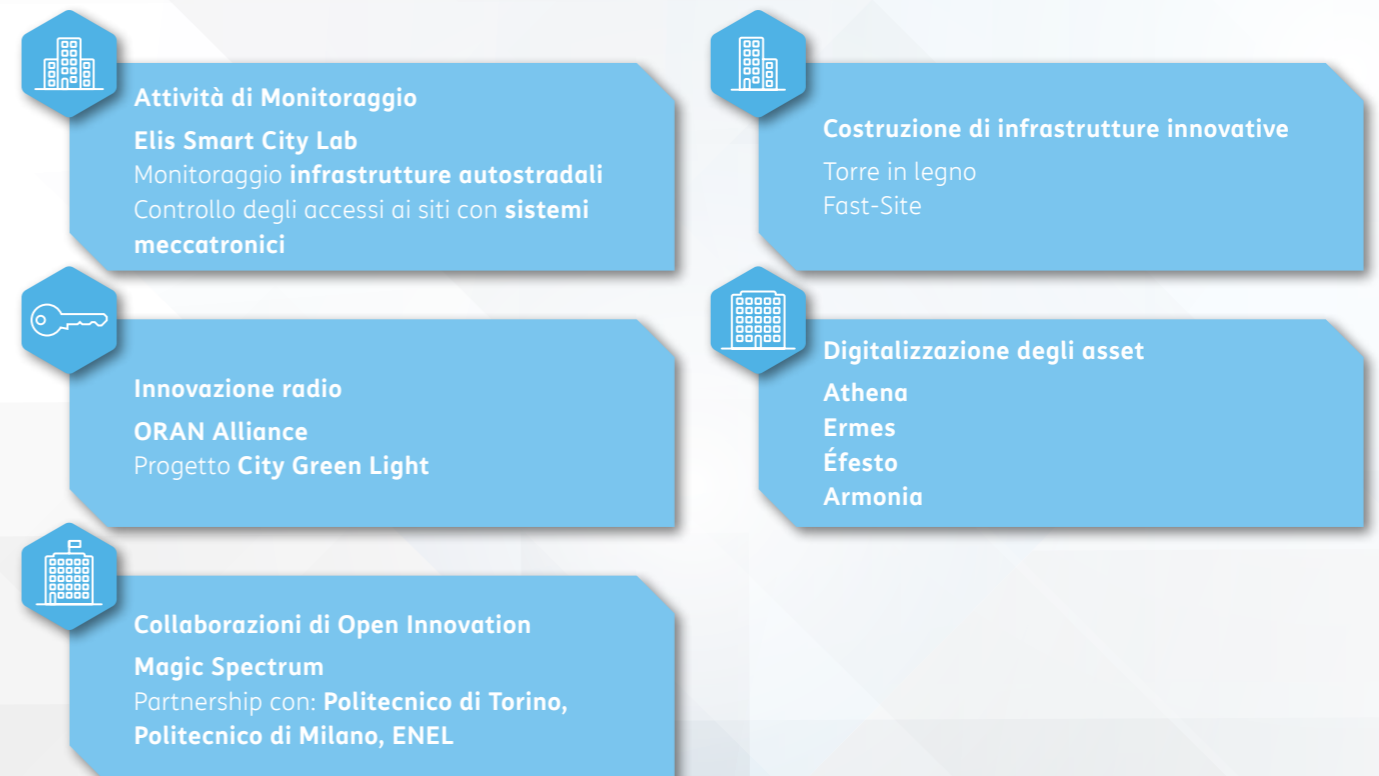 Attività di Monitoraggio
Elis Smart City Lab
Monitoraggio infrastrutture autostradali
Controllo degli accessi ai siti con sistemi
meccatronici
Costruzione di infrastrutture innovative
Torre in legno
Fast-Site
Innovazione radio
ORAN Alliance
Progetto City Green Light
Digitalizzazione degli asset
Athena
Ermes
Éfesto
Armonia
Collaborazioni di Open Innovation
Magic Spectrum
Partnership con: Politecnico di Torino,
Politecnico di Milano, ENEL